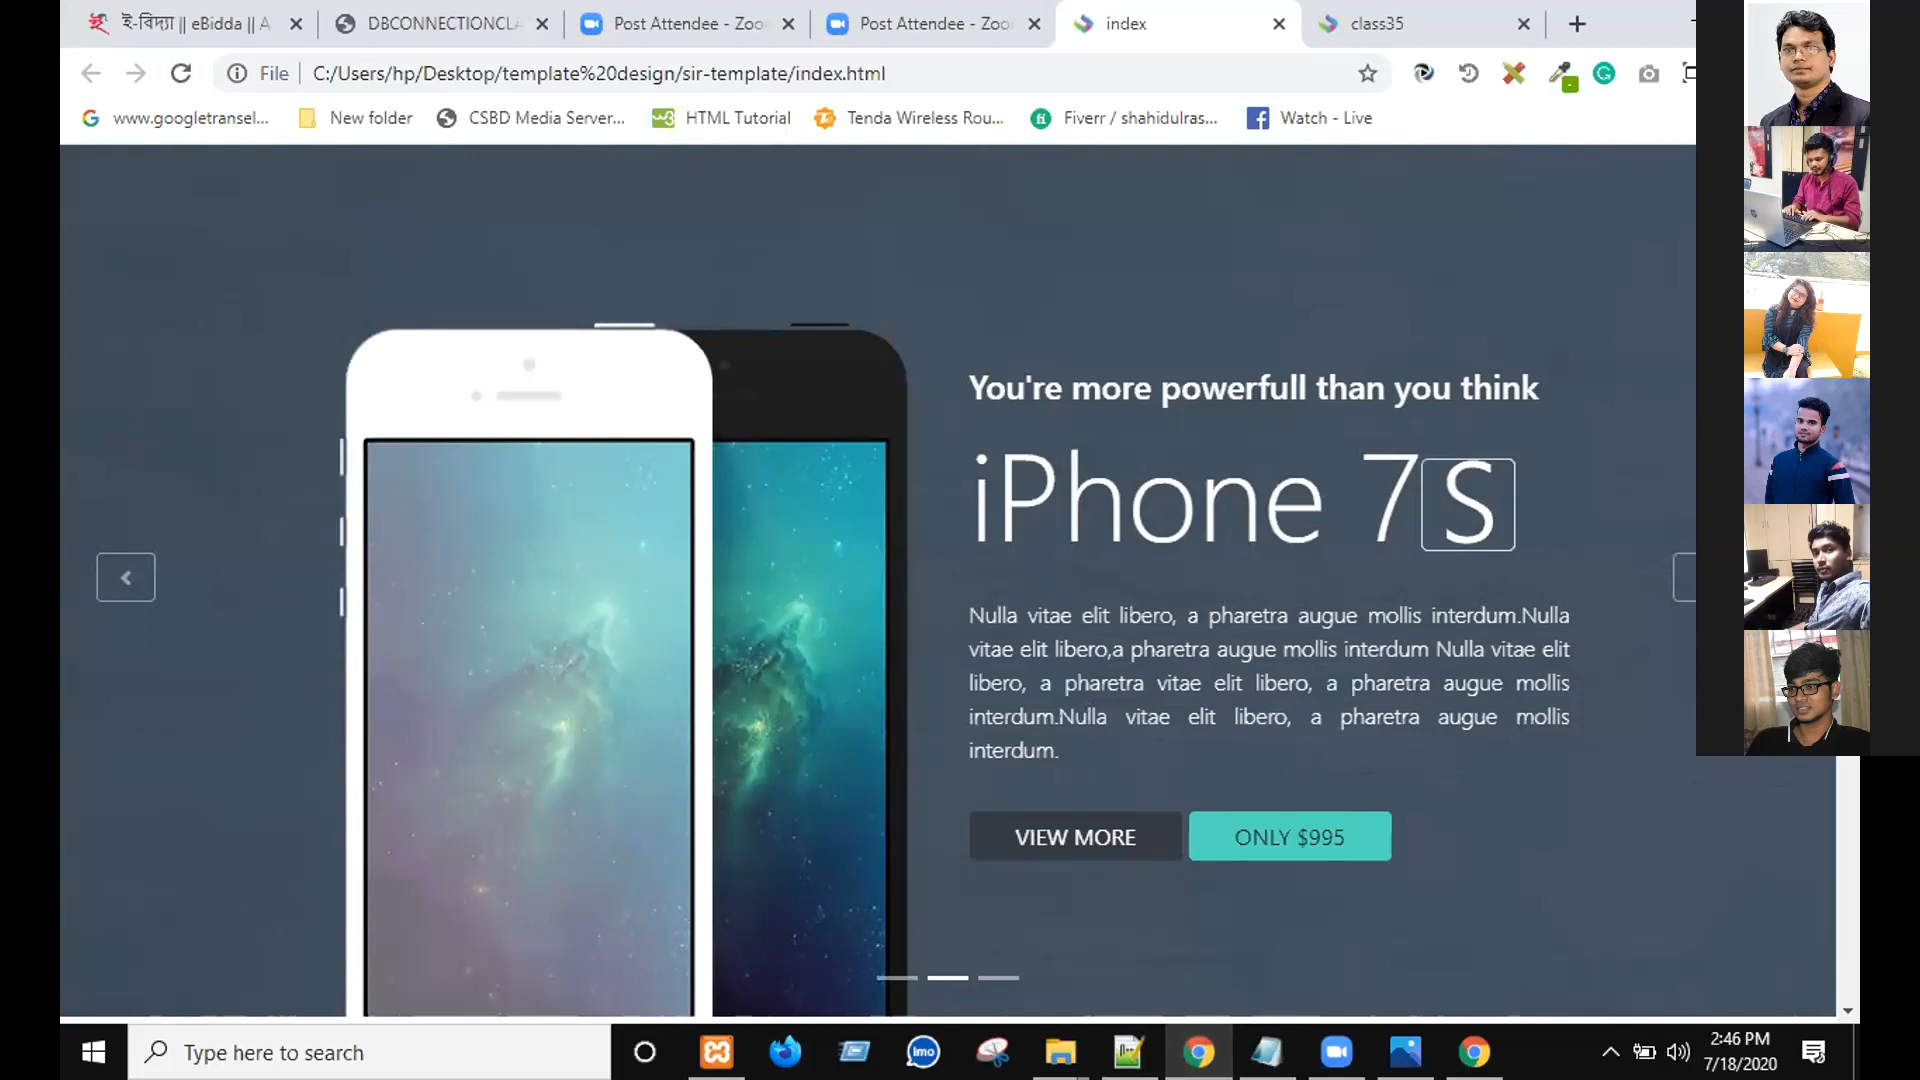 ই-বিদ্যা || eBidda || A
DBCONNECTIONCLA
Post Attendee - Zoo
Post Attendee - Zoo
index
class35
File
C:/Users/hp/Desktop/template%20design/sir-template/index.html
www.googletransel...
New folder
CSBD Media Server...
HTML Tutorial
Tenda Wireless Rou...
Fiverr / shahidulras...
Watch - Live
You're more powerfull than you think
iPhone 7S
Nulla vitae elit libero, a pharetra augue mollis interdum.Nulla
vitae elit libero,a pharetra augue mollis interdum Nulla vitae elit
libero, a pharetra vitae elit libero, a pharetra augue mollis
interdum.Nulla vitae elit libero, a pharetra augue mollis
interdum.
VIEW MORE
ONLY $995
Type here to search
imo
2:46 PM
7/18/2020